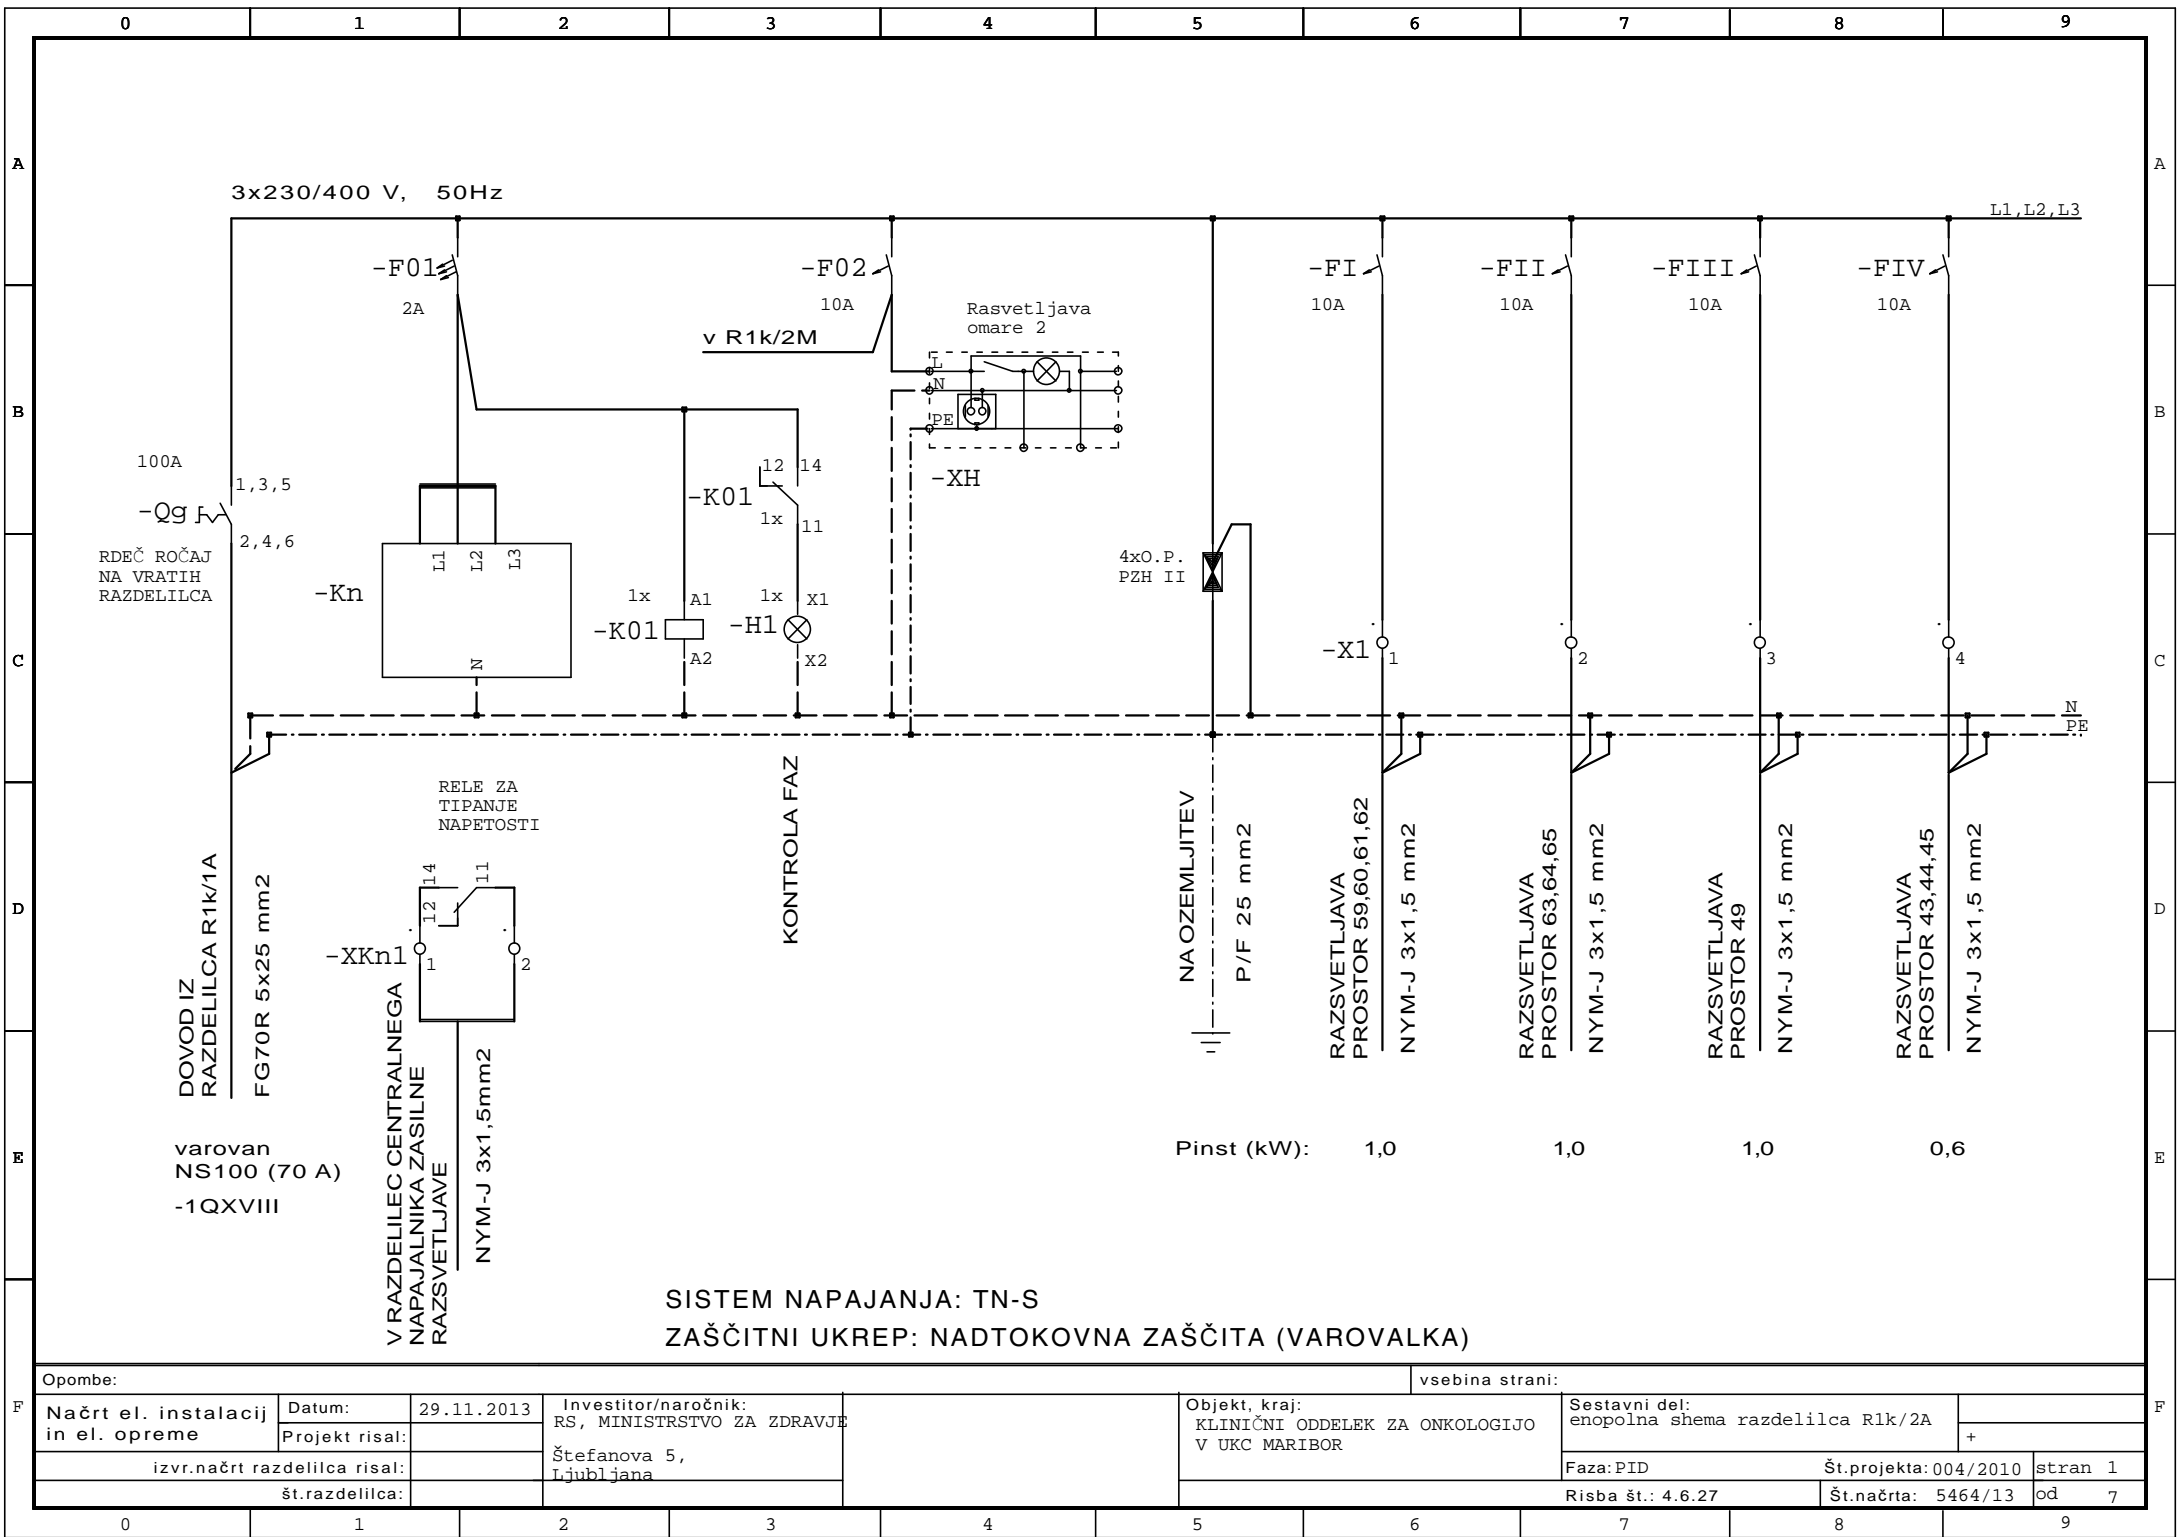 0 1 2 3 4 5 6 7 8 9
A A
3x230/400 V, 50Hz
L1,L2,L3
-F01
2A
-F02
10A
-FI
10A
-FII
10A
-FIII
10A
-FIV
10A
v R1k/2M
Rasvetljava
omare 2
L
N
PE
-XH
B B
100A
1,3,5
-Qg
2,4,6
RDEČ ROČAJ
NA VRATIH
RAZDELILCA
-Kn
L1
L2
L3
N
12 14
-K01
1x
11
1x A1
-K01
A2
1x X1
-H1
X2
4xO.P.
PZH II
-X1
1
2
3
4
C C
N
PE
RELE ZA
TIPANJE
NAPETOSTI
14
12
11
-XKn1
1
2
D D
DOVOD IZ
RAZDELILCA R1k/1A
FG70R 5x25 mm2
varovan
NS100 (70 A)
-1QXVIII
V RAZDELILEC CENTRALNEGA
NAPAJALNIKA ZASILNE
RAZSVETLJAVE
NYM-J 3x1,5mm2
KONTROLA FAZ
NA OZEMLJITEV
P/F 25 mm2
RAZSVETLJAVA
PROSTOR 59,60,61,62
NYM-J 3x1,5 mm2
RAZSVETLJAVA
PROSTOR 63,64,65
NYM-J 3x1,5 mm2
RAZSVETLJAVA
PROSTOR 49
NYM-J 3x1,5 mm2
RAZSVETLJAVA
PROSTOR 43,44,45
NYM-J 3x1,5 mm2
E E
Pinst (kW): 1,0 1,0 1,0 0,6
SISTEM NAPAJANJA: TN-S
ZAŠČITNI UKREP: NADTOKOVNA ZAŠČITA (VAROVALKA)
F F
Opombe:
vsebina strani:
Načrt el. instalacij
in el. opreme
Datum: 29.11.2013
Projekt risal:
izvr.načrt razdelilca risal:
št.razdelilca:
Investitor/naročnik:
RS, MINISTRSTVO ZA ZDRAVJE
Štefanova 5,
Ljubljana
Objekt, kraj:
KLINIČNI ODDELEK ZA ONKOLOGIJO
V UKC MARIBOR
Sestavni del:
enopolna shema razdelilca R1k/2A
+
Faza: PID
Št.projekta: 004/2010
stran 1
Risba št.: 4.6.27
Št.načrta: 5464/13
od 7
0 1 2 3 4 5 6 7 8 9